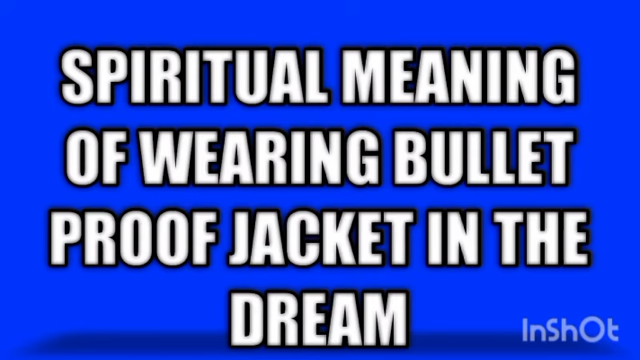 SPIRITUAL MEANING
OF WEARING BULLET
PROOF JACKET IN THE
DREAM
InShOt